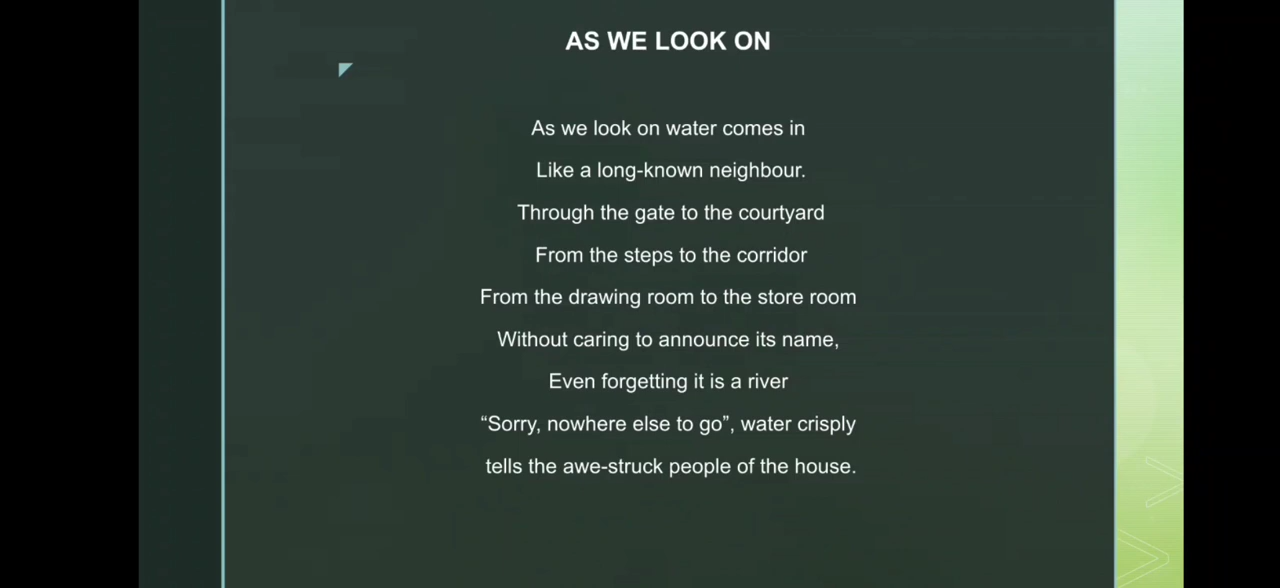 AS WE LOOK ON
As we look on water comes in
Like a long-known neighbour.
Through the gate to the courtyard
From the steps to the corridor
From the drawing room to the store room
Without caring to announce its name,
Even forgetting it is a river
“Sorry, nowhere else to go”, water crisply
tells the awe-struck people of the house.